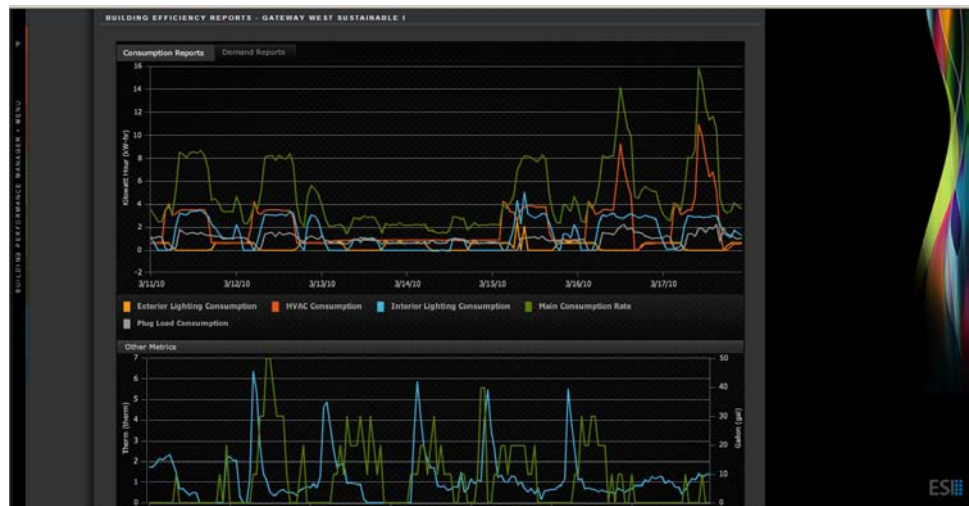 BUILDING EFFICIENCY REPORTS - GATEWAY WEST SUSTAINABLE I
BUILDING PERFORMANCE MANAGER • MENU
Consumption Reports Demand Reports
Kilowatt Hour (kW-hr)
16
14
12
10
8
6
4
2
0
-2
3/11/10 3/12/10 3/13/10 3/14/10 3/15/10 3/16/10 3/17/10
Exterior Lighting Consumption HVAC Consumption Interior Lighting Consumption Main Consumption Rate
Plug Load Consumption
Other Metrics
Therm (therm)
7
6
5
4
3
2
1
0
50
40
30
20
10
0
Gallon (gal)
ESI